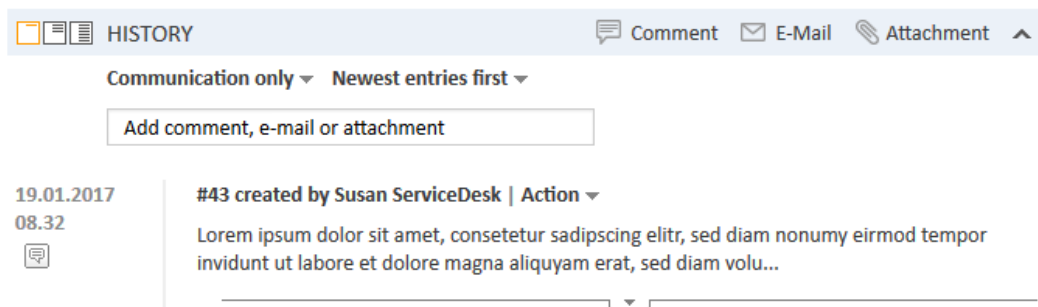 HISTORY Comment E-Mail Attachment
Communication only Newest entries first
Add comment, e-mail or attachment
19.01.2017 #43 created by Susan ServiceDesk | Action
08.32
Lorem ipsum dolor sit amet, consetetur sadipscing elitr, sed diam nonumy eirmod tempor
invidunt ut labore et dolore magna aliquyam erat, sed diam volu...